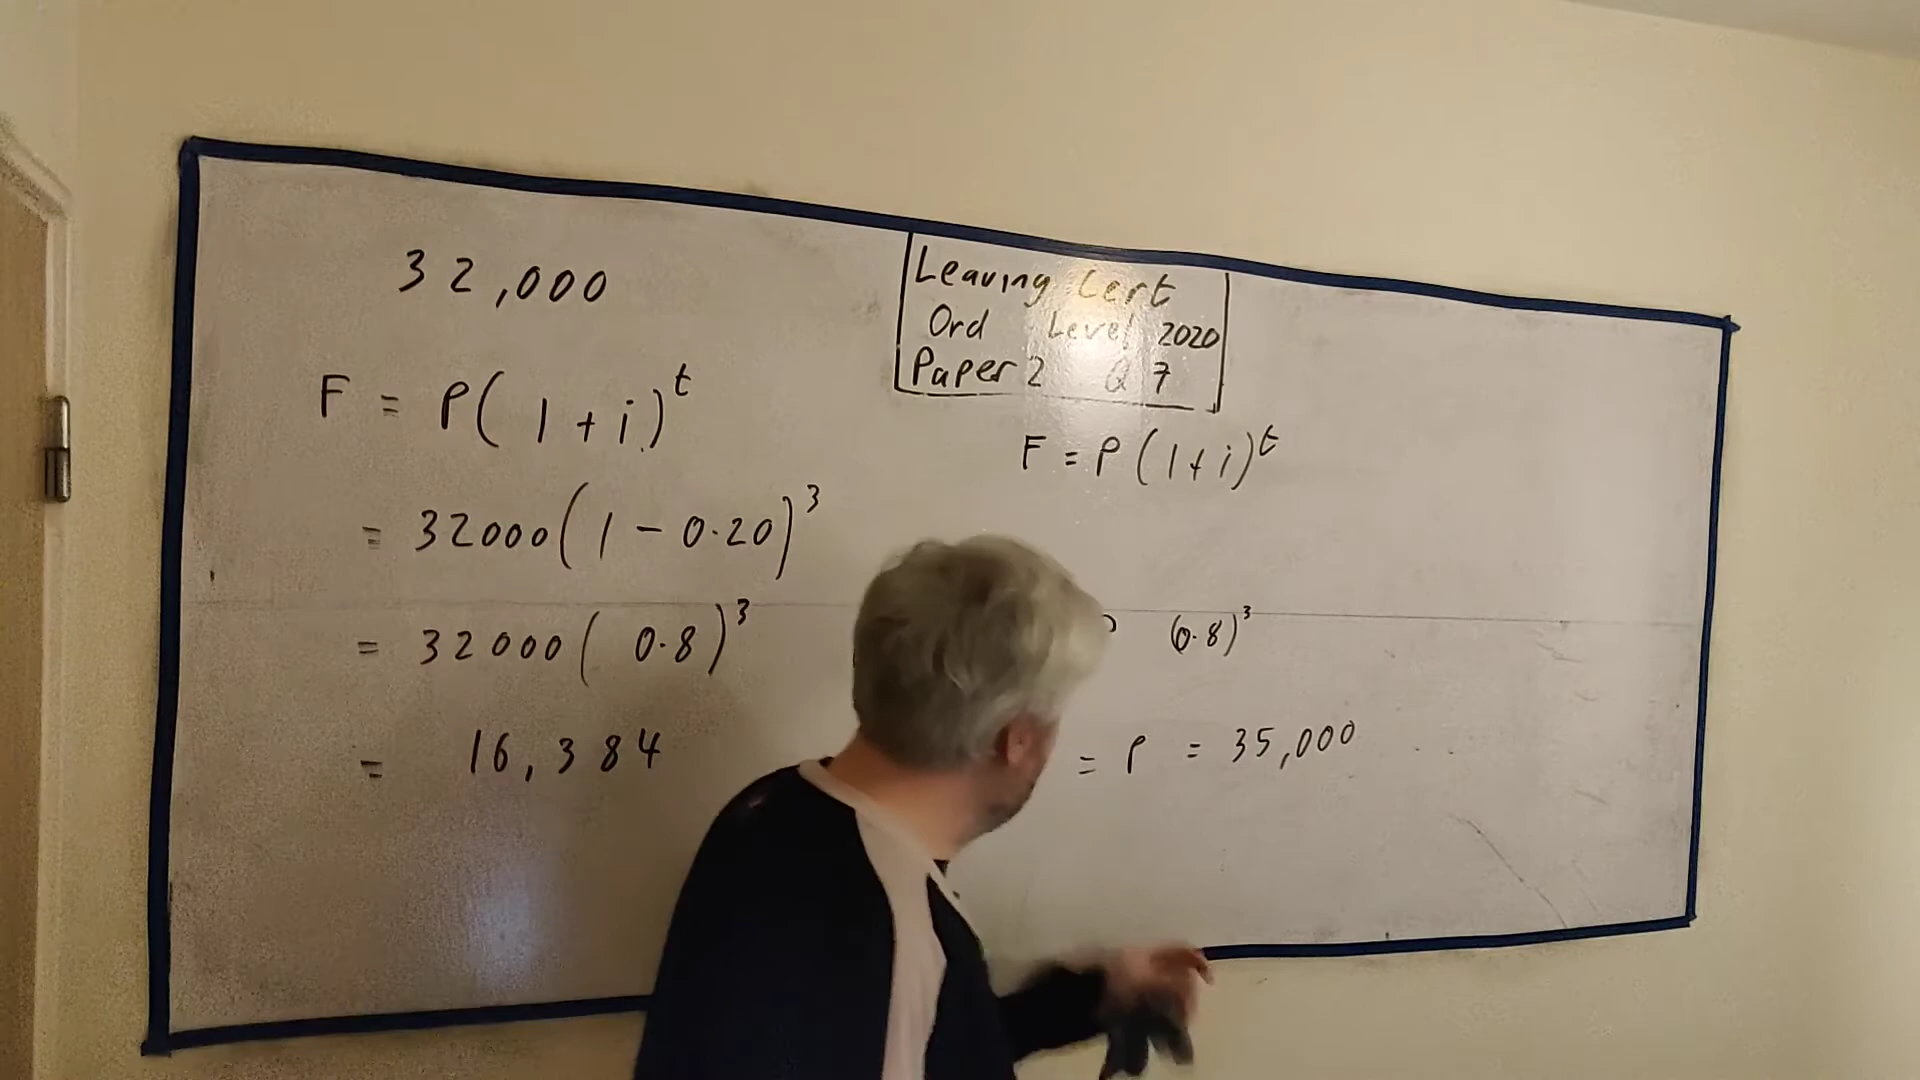 32,000
F = P(1+i)^t
= 32000(1 - 0.20)^3
= 32000(0.8)^3
= 16,384
Leaving Cert
Ord Level 2020
Paper 2 Q 7
F = P(1+i)^t
(0.8)^3
= P = 35,000